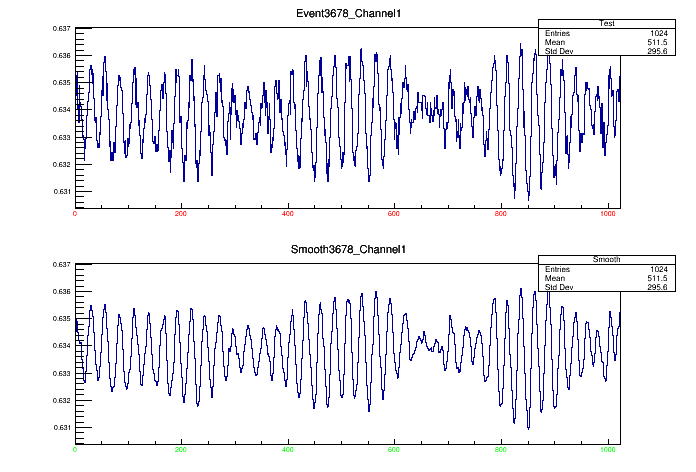 Event3678_Channel1
Test
Entries 1024
Mean 511.5
Std Dev 295.6
0.637
0.636
0.635
0.634
0.633
0.632
0.631
0 200 400 600 800 1000
Smooth3678_Channel1
Smooth
Entries 1024
Mean 511.5
Std Dev 295.6
0.637
0.636
0.635
0.634
0.633
0.632
0.631
0 200 400 600 800 1000